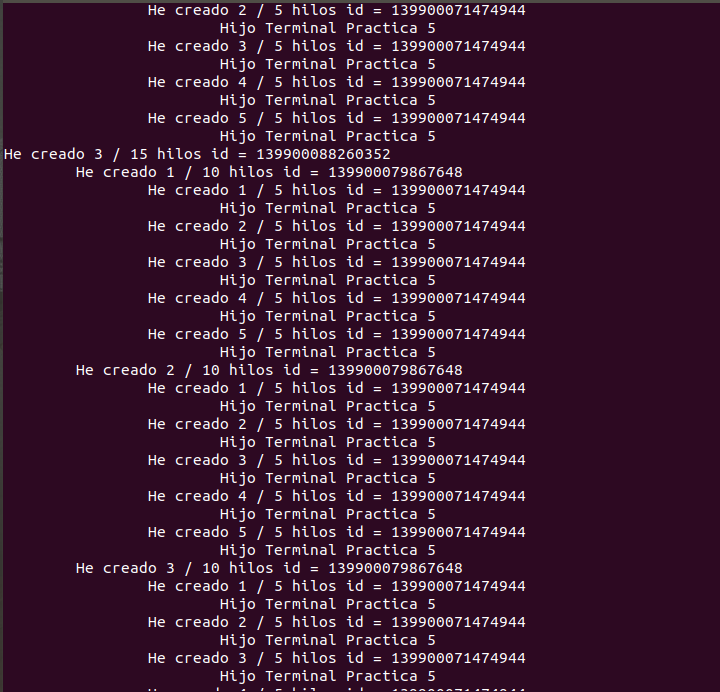 He creado 2 / 5 hilos id = 139900071474944
Hijo Terminal Practica 5
He creado 3 / 5 hilos id = 139900071474944
Hijo Terminal Practica 5
He creado 4 / 5 hilos id = 139900071474944
Hijo Terminal Practica 5
He creado 5 / 5 hilos id = 139900071474944
Hijo Terminal Practica 5
He creado 3 / 15 hilos id = 139900088260352
He creado 1 / 10 hilos id = 139900079867648
He creado 1 / 5 hilos id = 139900071474944
Hijo Terminal Practica 5
He creado 2 / 5 hilos id = 139900071474944
Hijo Terminal Practica 5
He creado 3 / 5 hilos id = 139900071474944
Hijo Terminal Practica 5
He creado 4 / 5 hilos id = 139900071474944
Hijo Terminal Practica 5
He creado 5 / 5 hilos id = 139900071474944
Hijo Terminal Practica 5
He creado 2 / 10 hilos id = 139900079867648
He creado 1 / 5 hilos id = 139900071474944
Hijo Terminal Practica 5
He creado 2 / 5 hilos id = 139900071474944
Hijo Terminal Practica 5
He creado 3 / 5 hilos id = 139900071474944
Hijo Terminal Practica 5
He creado 4 / 5 hilos id = 139900071474944
Hijo Terminal Practica 5
He creado 5 / 5 hilos id = 139900071474944
Hijo Terminal Practica 5
He creado 3 / 10 hilos id = 139900079867648
He creado 1 / 5 hilos id = 139900071474944
Hijo Terminal Practica 5
He creado 2 / 5 hilos id = 139900071474944
Hijo Terminal Practica 5
He creado 3 / 5 hilos id = 139900071474944
Hijo Terminal Practica 5